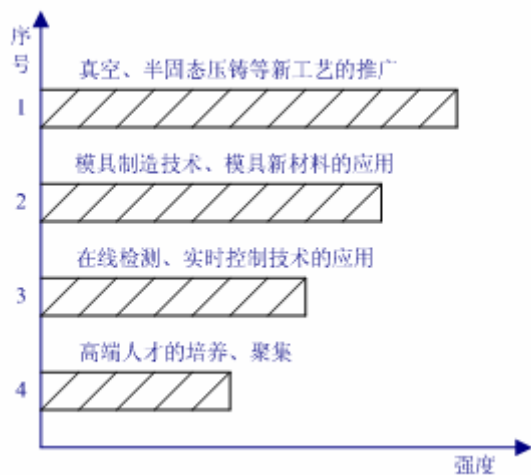 序号
真空、半固态压铸等新工艺的推广
1
模具制造技术、模具新材料的应用
2
在线检测、实时控制技术的应用
3
高端人才的培养、聚集
4
强度